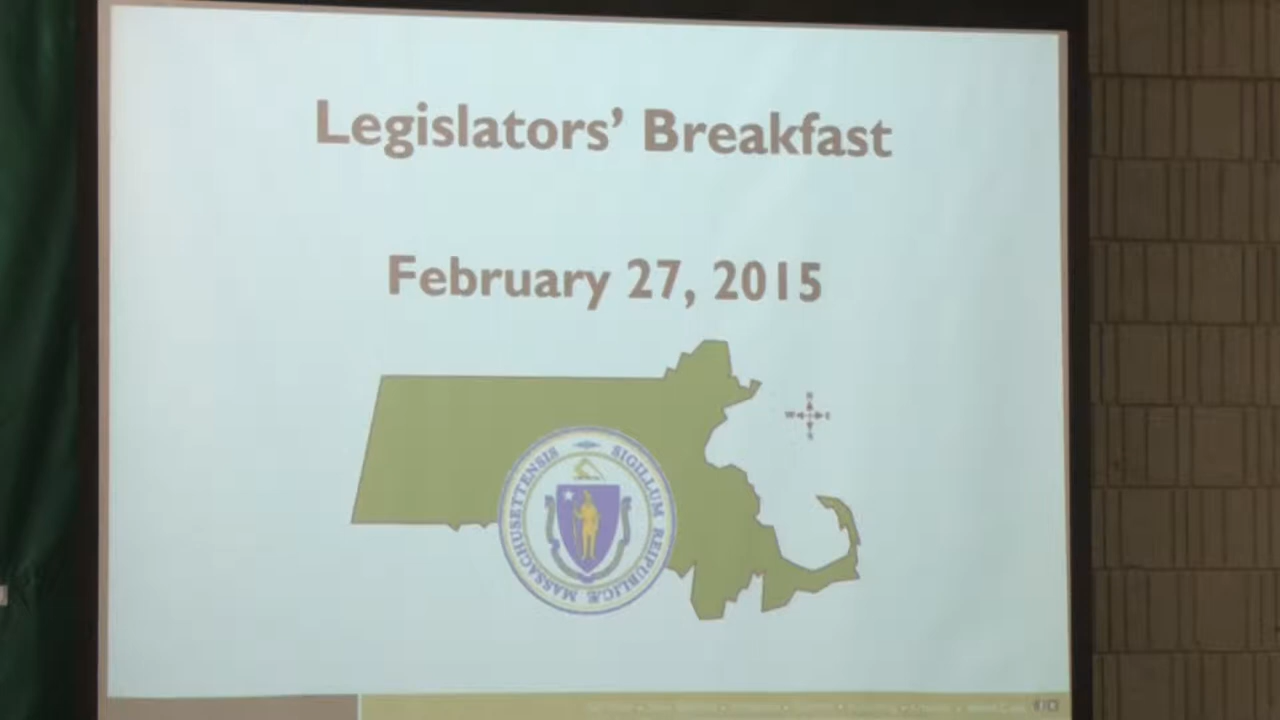 Legislators' Breakfast
February 27, 2015
N
W E
S
MASSACHUSETTENSIS SIGILLUM REIPUBLICÆ